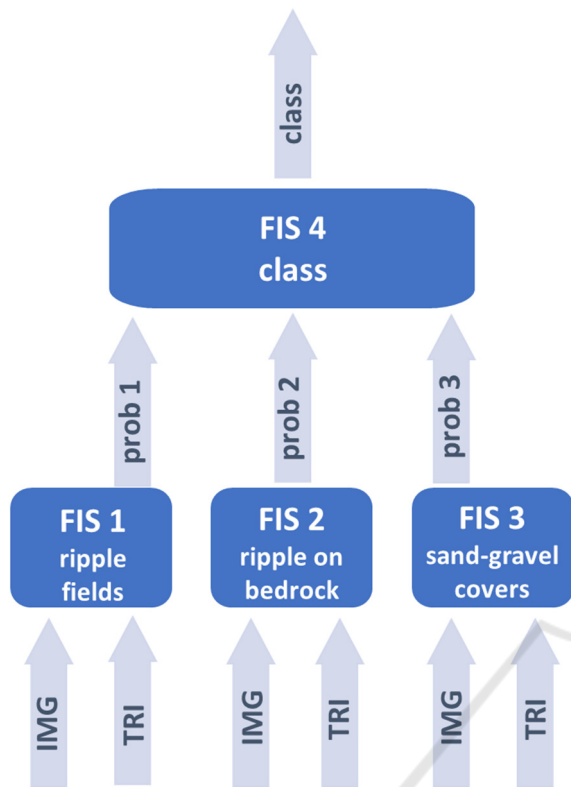 class
FIS 4
class
prob 1
prob 2
prob 3
FIS 1
ripple
fields
FIS 2
ripple on
bedrock
FIS 3
sand-gravel
covers
IMG
TRI
IMG
TRI
IMG
TRI